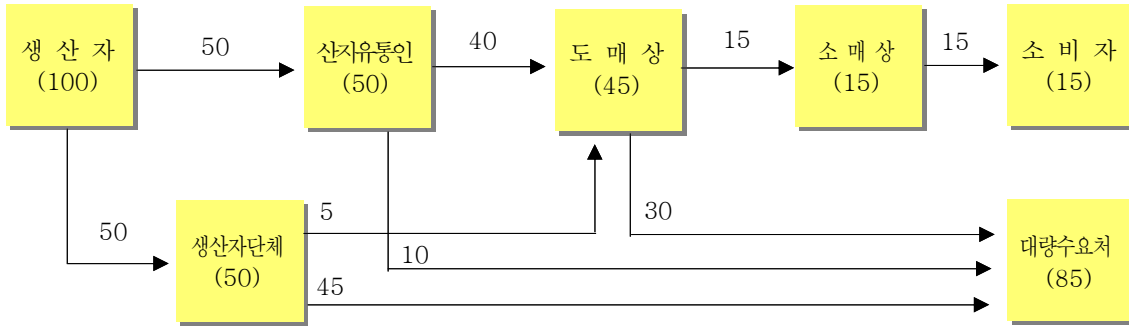 생 산 자
(100)
50
산지유통인
(50)
40
도 매 상
(45)
15
소 매 상
(15)
15
소 비 자
(15)
50
생산자단체
(50)
5
30
10
45
대량수요처
(85)